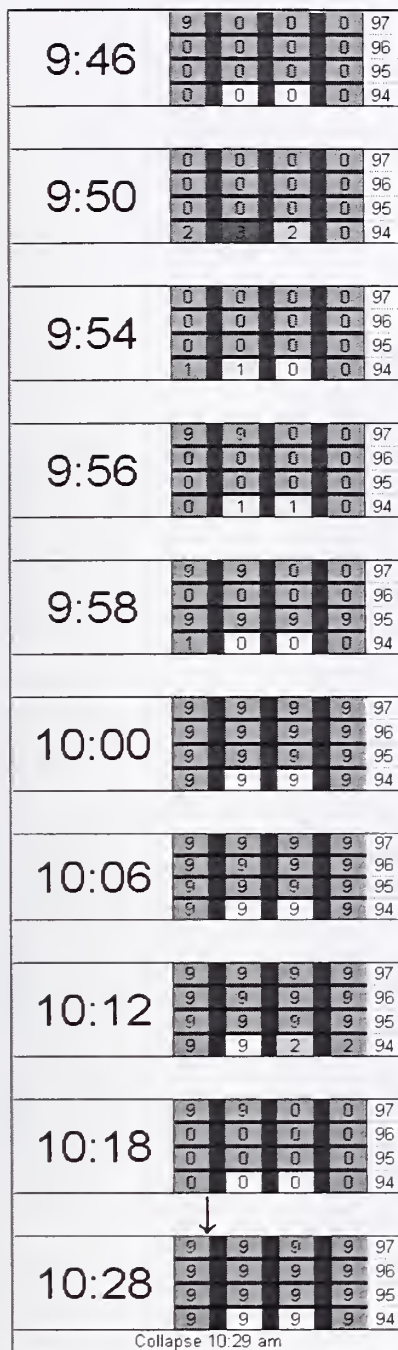 9 0 0 0 97
0 0 0 0 96
9:46
0 0 0 0 95
0 0 0 0 94
0 0 0 0 97
0 0 0 0 96
9:50
0 0 0 0 95
2 3 2 0 94
0 0 0 0 97
0 0 0 0 96
9:54
0 0 0 0 95
1 1 0 0 94
9 9 0 0 97
0 0 0 0 96
9:56
0 0 0 0 95
0 1 1 0 94
9 9 0 0 97
0 0 0 0 96
9:58
9 9 9 9 95
1 0 0 0 94
9 9 9 9 97
9 9 9 9 96
10:00
9 9 9 9 95
9 9 9 9 94
9 9 9 9 97
9 9 9 9 96
10:06
9 9 9 9 95
9 9 9 9 94
9 9 9 9 97
9 9 9 9 96
10:12
9 9 9 9 95
9 9 2 2 94
9 9 0 0 97
0 0 0 0 96
10:18
0 0 0 0 95
0 0 0 0 94
9 9 9 9 97
9 9 9 9 96
10:28
9 9 9 9 95
9 9 9 9 94
Collapse 10:29 am